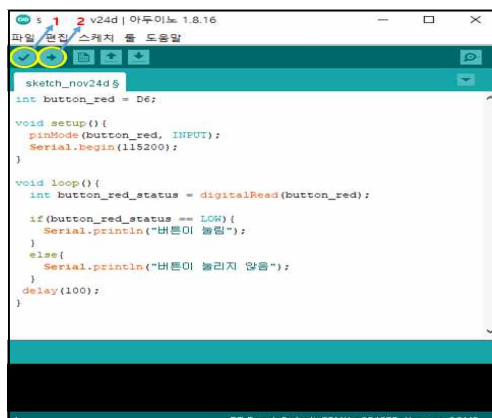 s 1 2 v24d | 아두이노 1.8.16
파일 편집 스케치 툴 도움말
sketch_nov24d §
int button_red = D6;
void setup(){
pinMode(button_red, INPUT);
Serial.begin(115200);
}
void loop(){
int button_red_status = digitalRead(button_red);
if(button_red_status == LOW){
Serial.println("버튼이 눌림");
}
else{
Serial.println("버튼이 눌리지 않음");
}
delay(100);
}